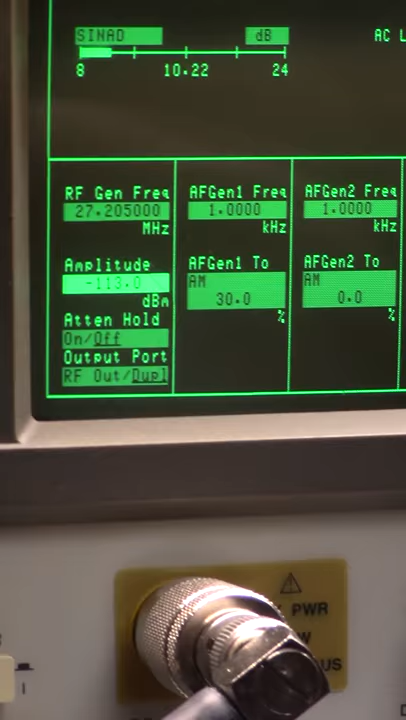 SINAD dB AC L
8 10.22 24
RF Gen Freq AFGen1 Freq AFGen2 Freq
27.205000 1.0000 1.0000
MHz kHz kHz
Amplitude AFGen1 To AFGen2 To
-113.0 AM AM
dBm 30.0 0.0
Atten Hold % %
On/Off
Output Port
RF Out/Dupl
PWR
W
US
I